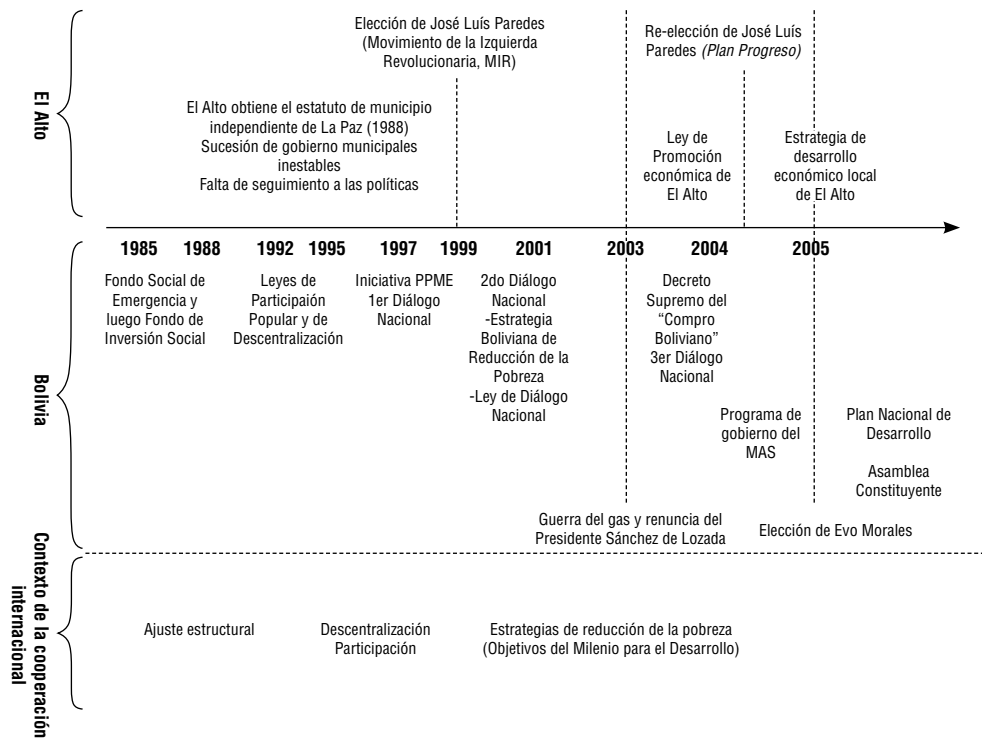 El Alto
Elección de José Luís Paredes
(Movimiento de la Izquierda
Revolucionaria, MIR)
Re-elección de José Luís
Paredes (Plan Progreso)
El Alto obtiene el estatuto de municipio
independiente de La Paz (1988)
Sucesión de gobierno municipales
inestables
Falta de seguimiento a las políticas
Ley de
Promoción
económica de
El Alto
Estrategia de
desarrollo
económico local
de El Alto
1985 1988 1992 1995 1997 1999 2001 2003 2004 2005
Bolivia
Fondo Social de
Emergencia y
luego Fondo de
Inversión Social
Leyes de
Participaión
Popular y de
Descentralización
Iniciativa PPME
1er Diálogo
Nacional
2do Diálogo
Nacional
-Estrategia
Boliviana de
Reducción de la
Pobreza
-Ley de Diálogo
Nacional
Decreto
Supremo del
“Compro
Boliviano”
3er Diálogo
Nacional
Programa de
gobierno del
MAS
Plan Nacional de
Desarrollo
Asamblea
Constituyente
Guerra del gas y renuncia del
Presidente Sánchez de Lozada
Elección de Evo Morales
Contexto de la cooperación
internacional
Ajuste estructural
Descentralización
Participación
Estrategias de reducción de la pobreza
(Objetivos del Milenio para el Desarrollo)